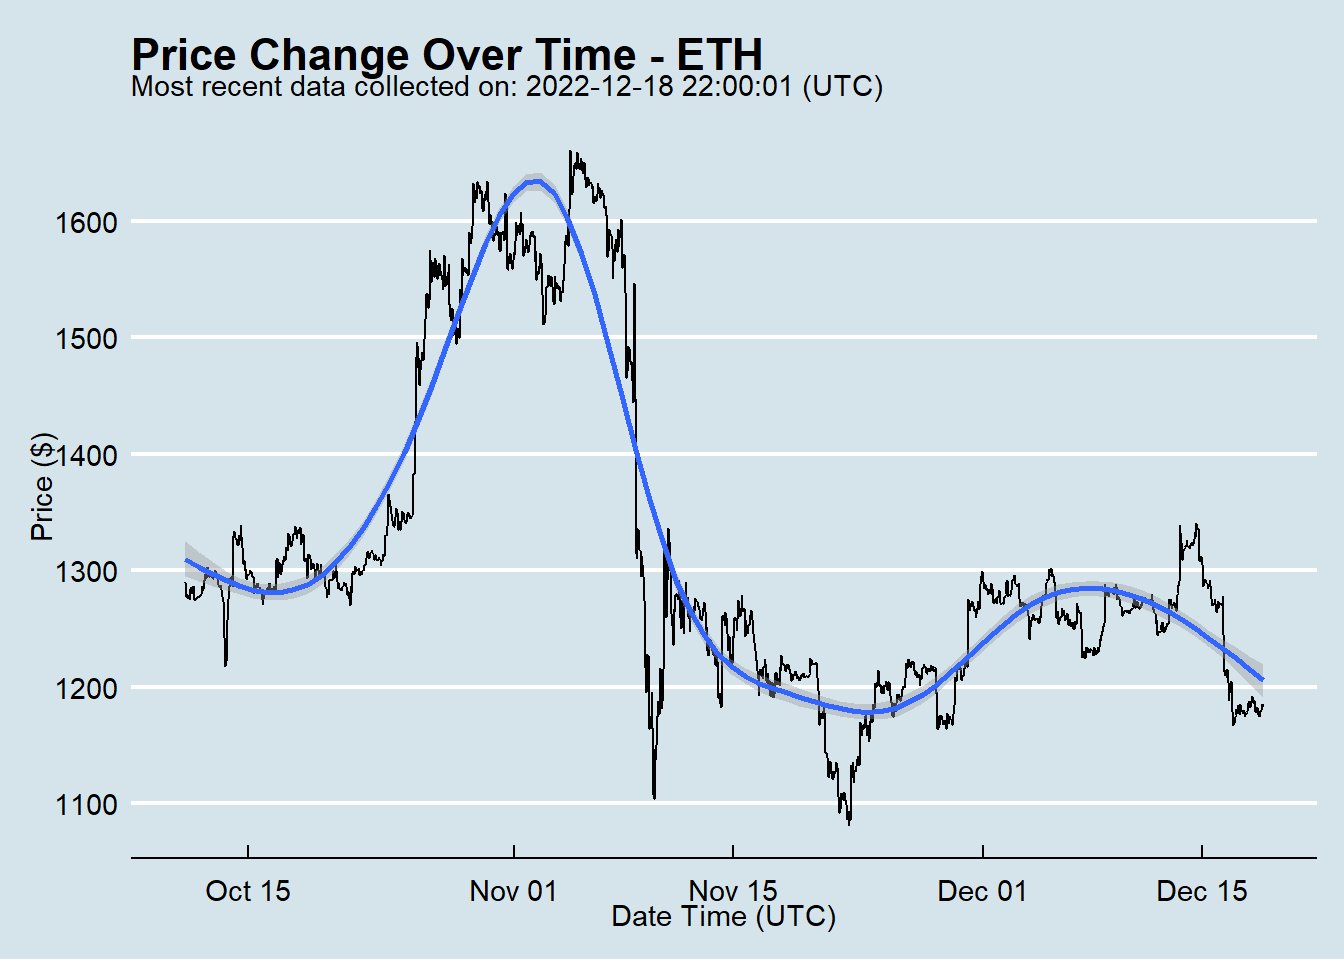 Price Change Over Time - ETH
Most recent data collected on: 2022-12-18 22:00:01 (UTC)
Price ($)
1600
1500
1400
1300
1200
1100
Oct 15
Nov 01
Nov 15
Dec 01
Dec 15
Date Time (UTC)